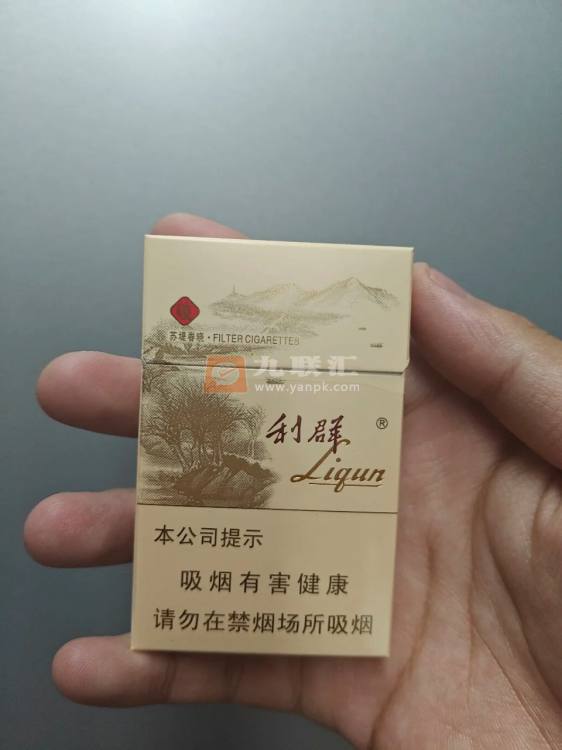 苏堤春晓·FILTER CIGARETTES
九联汇
www.yanpk.com
利群®
Liqun
本公司提示
吸烟有害健康
请勿在禁烟场所吸烟